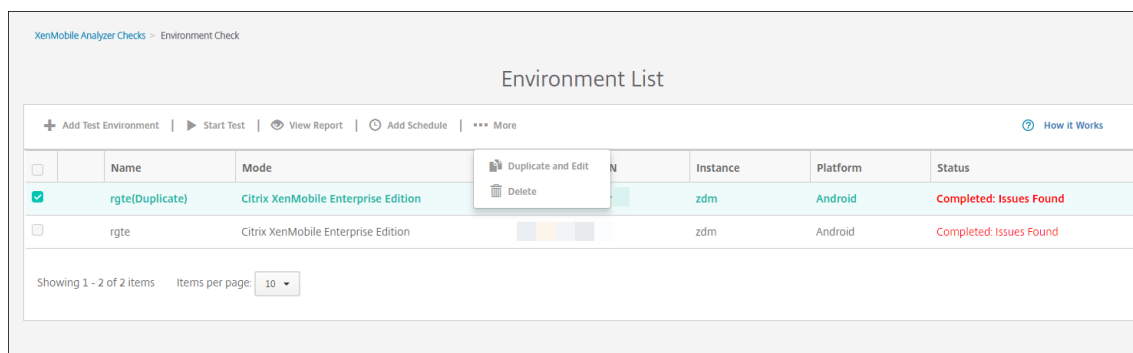 XenMobile Analyzer Checks > Environment Check
Environment List
Add Test Environment | Start Test | View Report | Add Schedule | ••• More
How it Works
Duplicate and Edit
Delete
Name Mode N Instance Platform Status
rgte(Duplicate) Citrix XenMobile Enterprise Edition zdm Android Completed: Issues Found
rgte Citrix XenMobile Enterprise Edition zdm Android Completed: Issues Found
Showing 1 - 2 of 2 items Items per page: 10